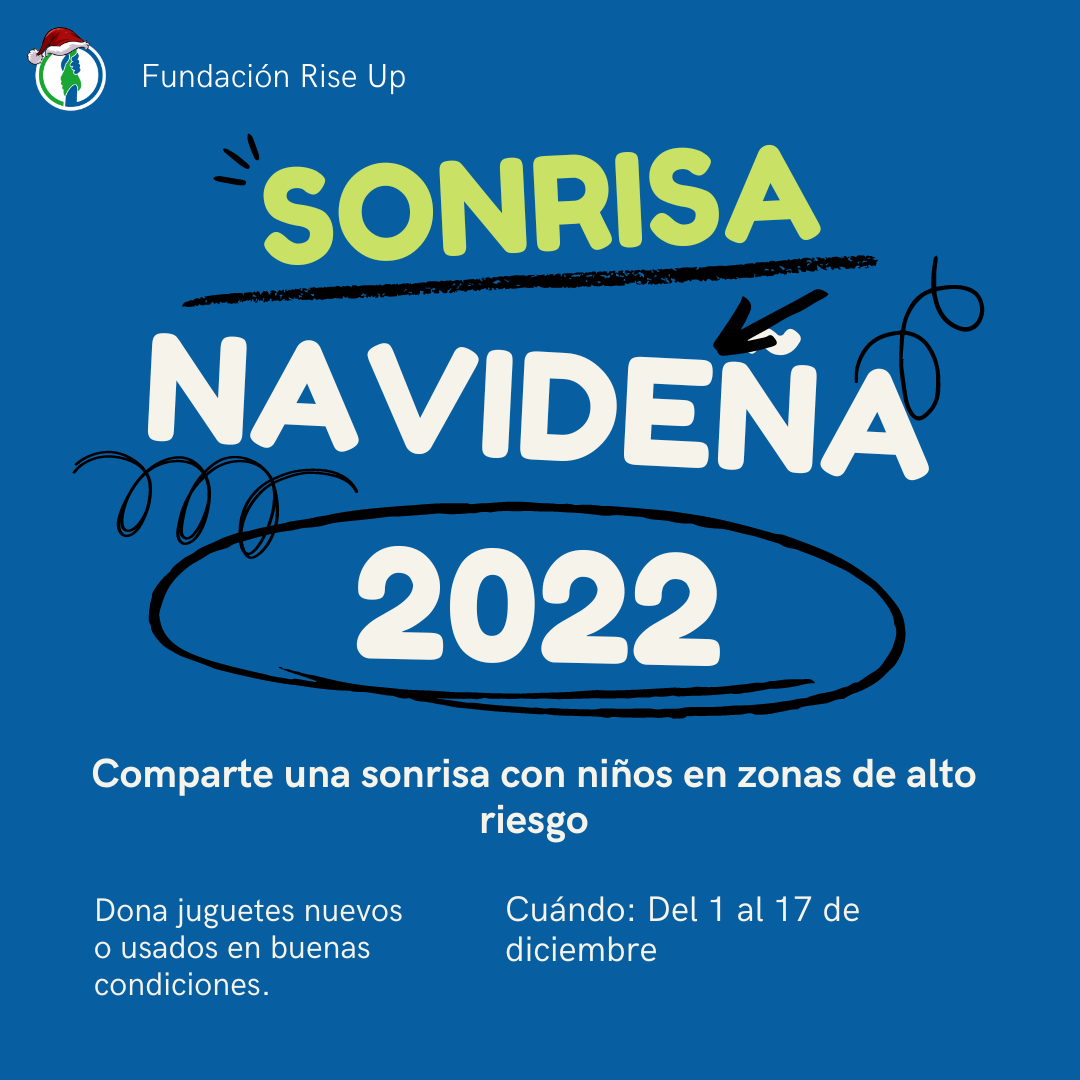 Fundación Rise Up
SONRISA
NAVIDEÑA
2022
Comparte una sonrisa con niños en zonas de alto
riesgo
Dona juguetes nuevos
o usados en buenas
condiciones.
Cuándo: Del 1 al 17 de
diciembre